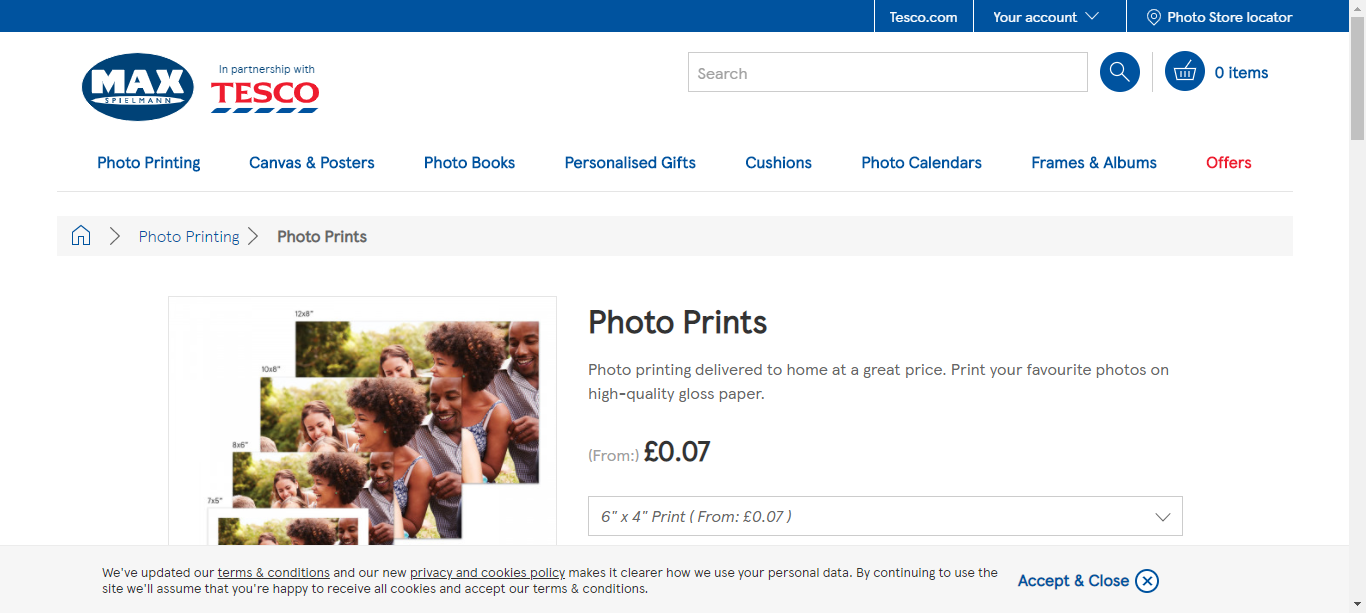 Tesco.com
Your account
Photo Store locator
MAX
SPIELMANN
In partnership with
TESCO
Search
0 items
Photo Printing
Canvas & Posters
Photo Books
Personalised Gifts
Cushions
Photo Calendars
Frames & Albums
Offers
Photo Printing
Photo Prints
12x8"
10x8"
8x6"
7x5"
Photo Prints
Photo printing delivered to home at a great price. Print your favourite photos on
high-quality gloss paper.
(From:) £0.07
6" x 4" Print ( From: £0.07 )
We've updated our terms & conditions and our new privacy and cookies policy makes it clearer how we use your personal data. By continuing to use the
site we'll assume that you're happy to receive all cookies and accept our terms & conditions.
Accept & Close